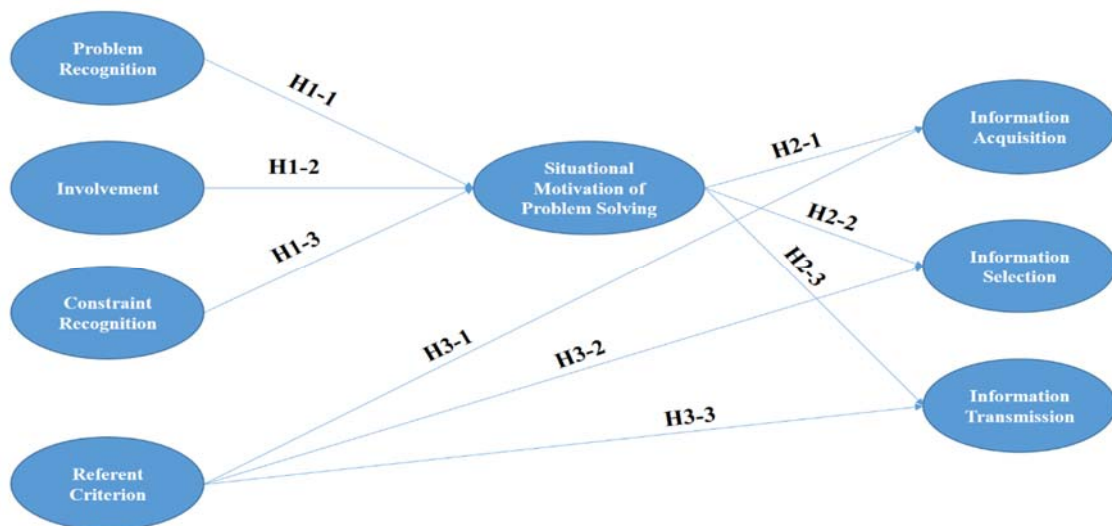 Problem
Recognition
H1-1
Involvement
H1-2
Constraint
Recognition
H1-3
Referent
Criterion
Situational
Motivation of
Problem Solving
H2-1
H2-2
H2-3
H3-1
H3-2
H3-3
Information
Acquisition
Information
Selection
Information
Transmission